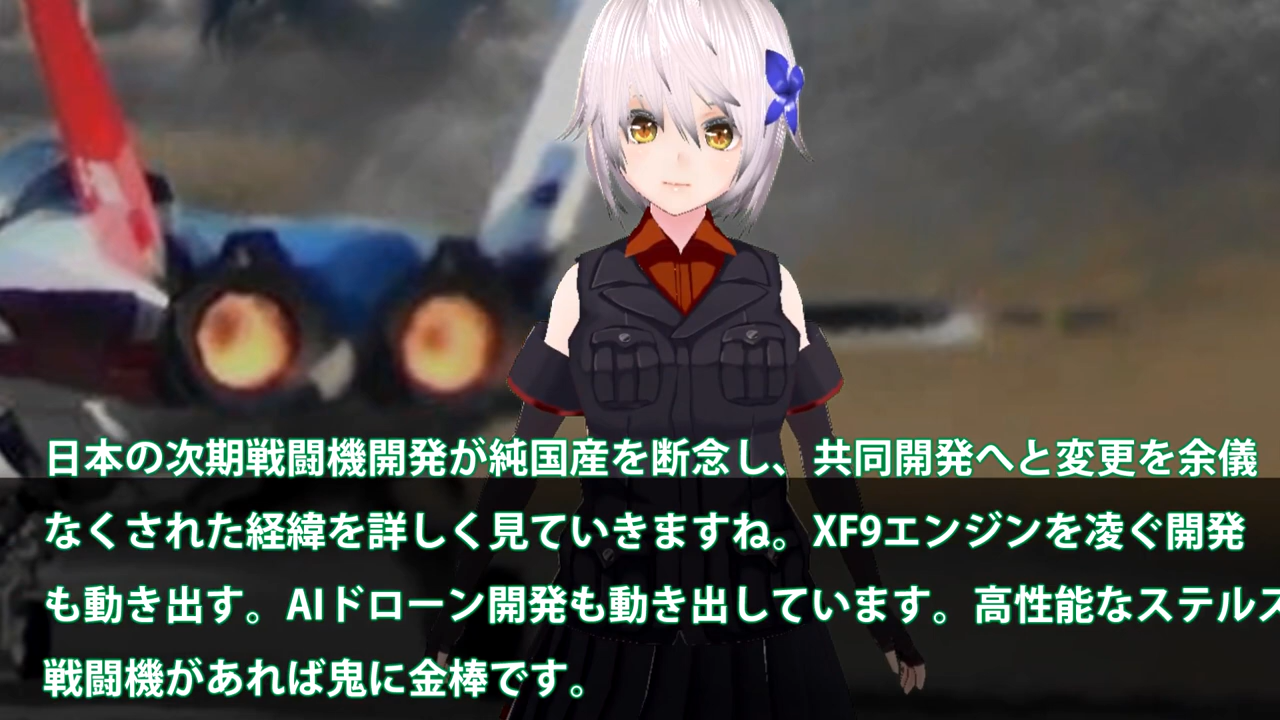 日本の次期戦闘機開発が純国産を断念し、共同開発へと変更を余儀
なくされた経緯を詳しく見ていきますね。XF9エンジンを凌ぐ開発
も動き出す。AIドローン開発も動き出しています。高性能なステルス
戦闘機があれば鬼に金棒です。